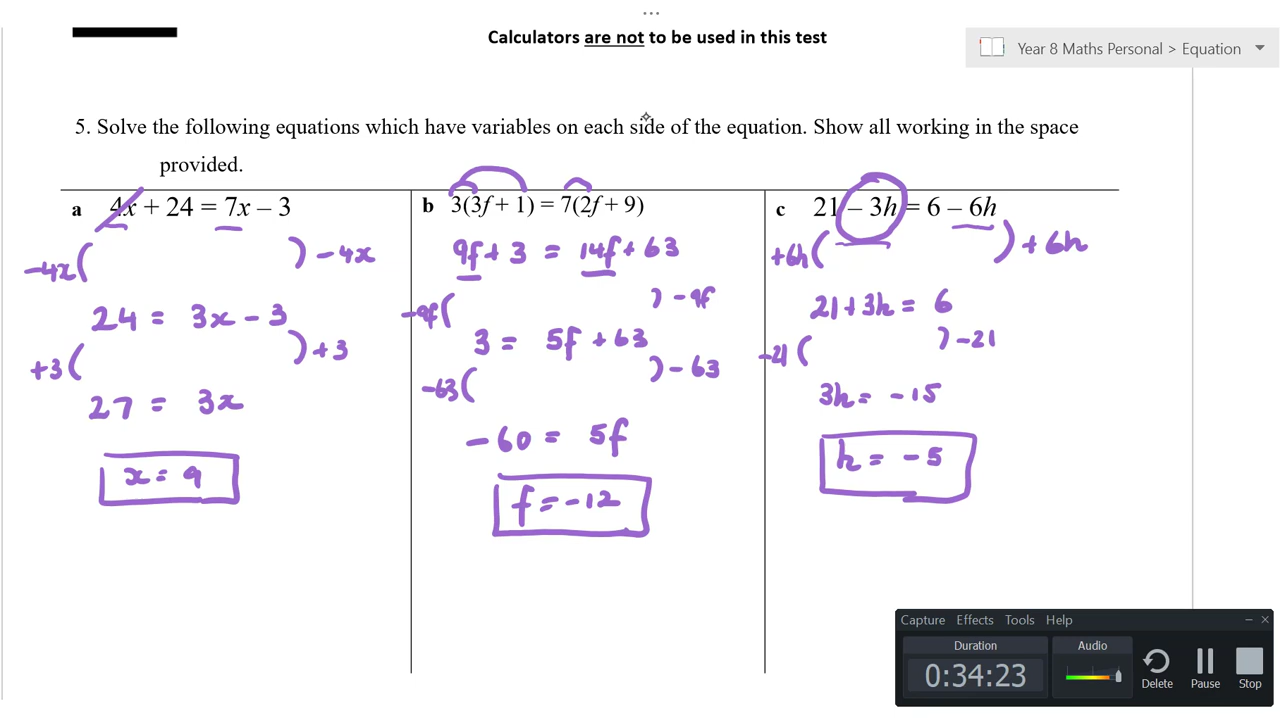 ...
Calculators are not to be used in this test
Year 8 Maths Personal > Equation
5. Solve the following equations which have variables on each side of the equation. Show all working in the space
provided.
a 4x + 24 = 7x – 3
-4x( ) - 4x
24 = 3x - 3
+3( ) + 3
27 = 3x
x = 9
b 3(3f + 1) = 7(2f + 9)
9f + 3 = 14f + 63
-9f( ) - 9f
3 = 5f + 63
-63( ) - 63
-60 = 5f
f = -12
c 21 – 3h = 6 – 6h
+6h( ) + 6h
21 + 3h = 6
-21( ) - 21
3h = -15
h = -5
Capture Effects Tools Help
Duration
0:34:23
Audio
Delete Pause Stop